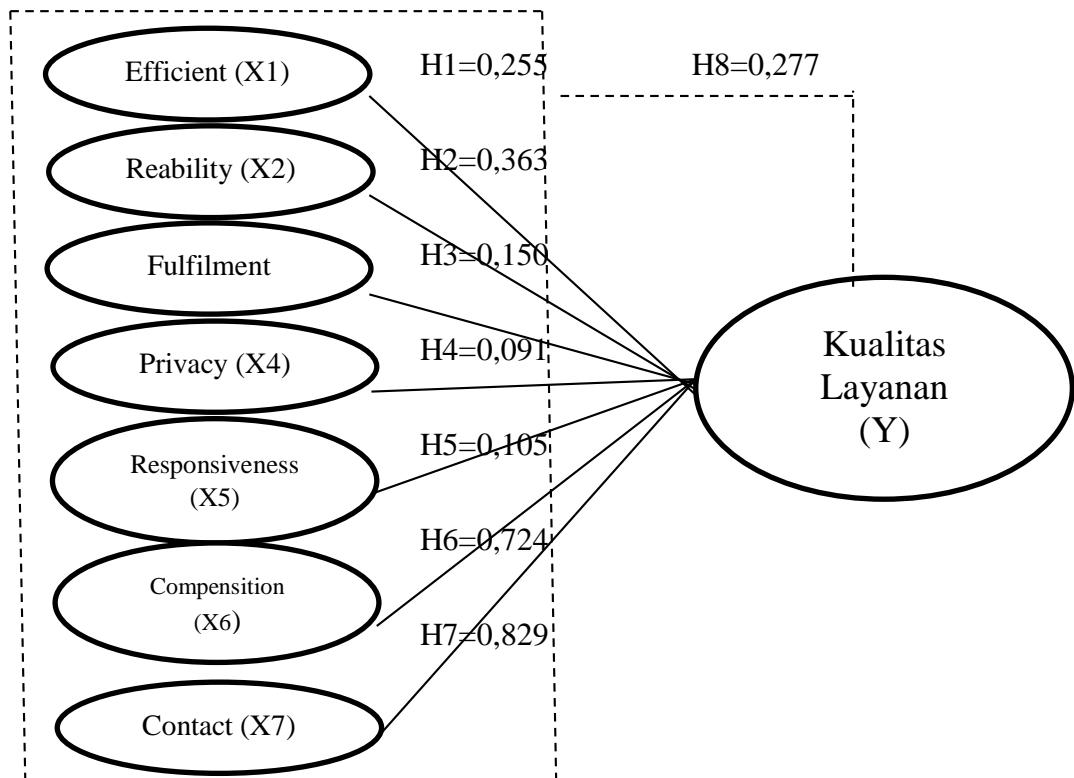 Efficient (X1)
H1=0,255
H8=0,277
Reability (X2)
H2=0,363
Fulfilment
H3=0,150
Privacy (X4)
H4=0,091
Kualitas
Layanan
(Y)
Responsiveness
(X5)
H5=0,105
Compensition
(X6)
H6=0,724
H7=0,829
Contact (X7)